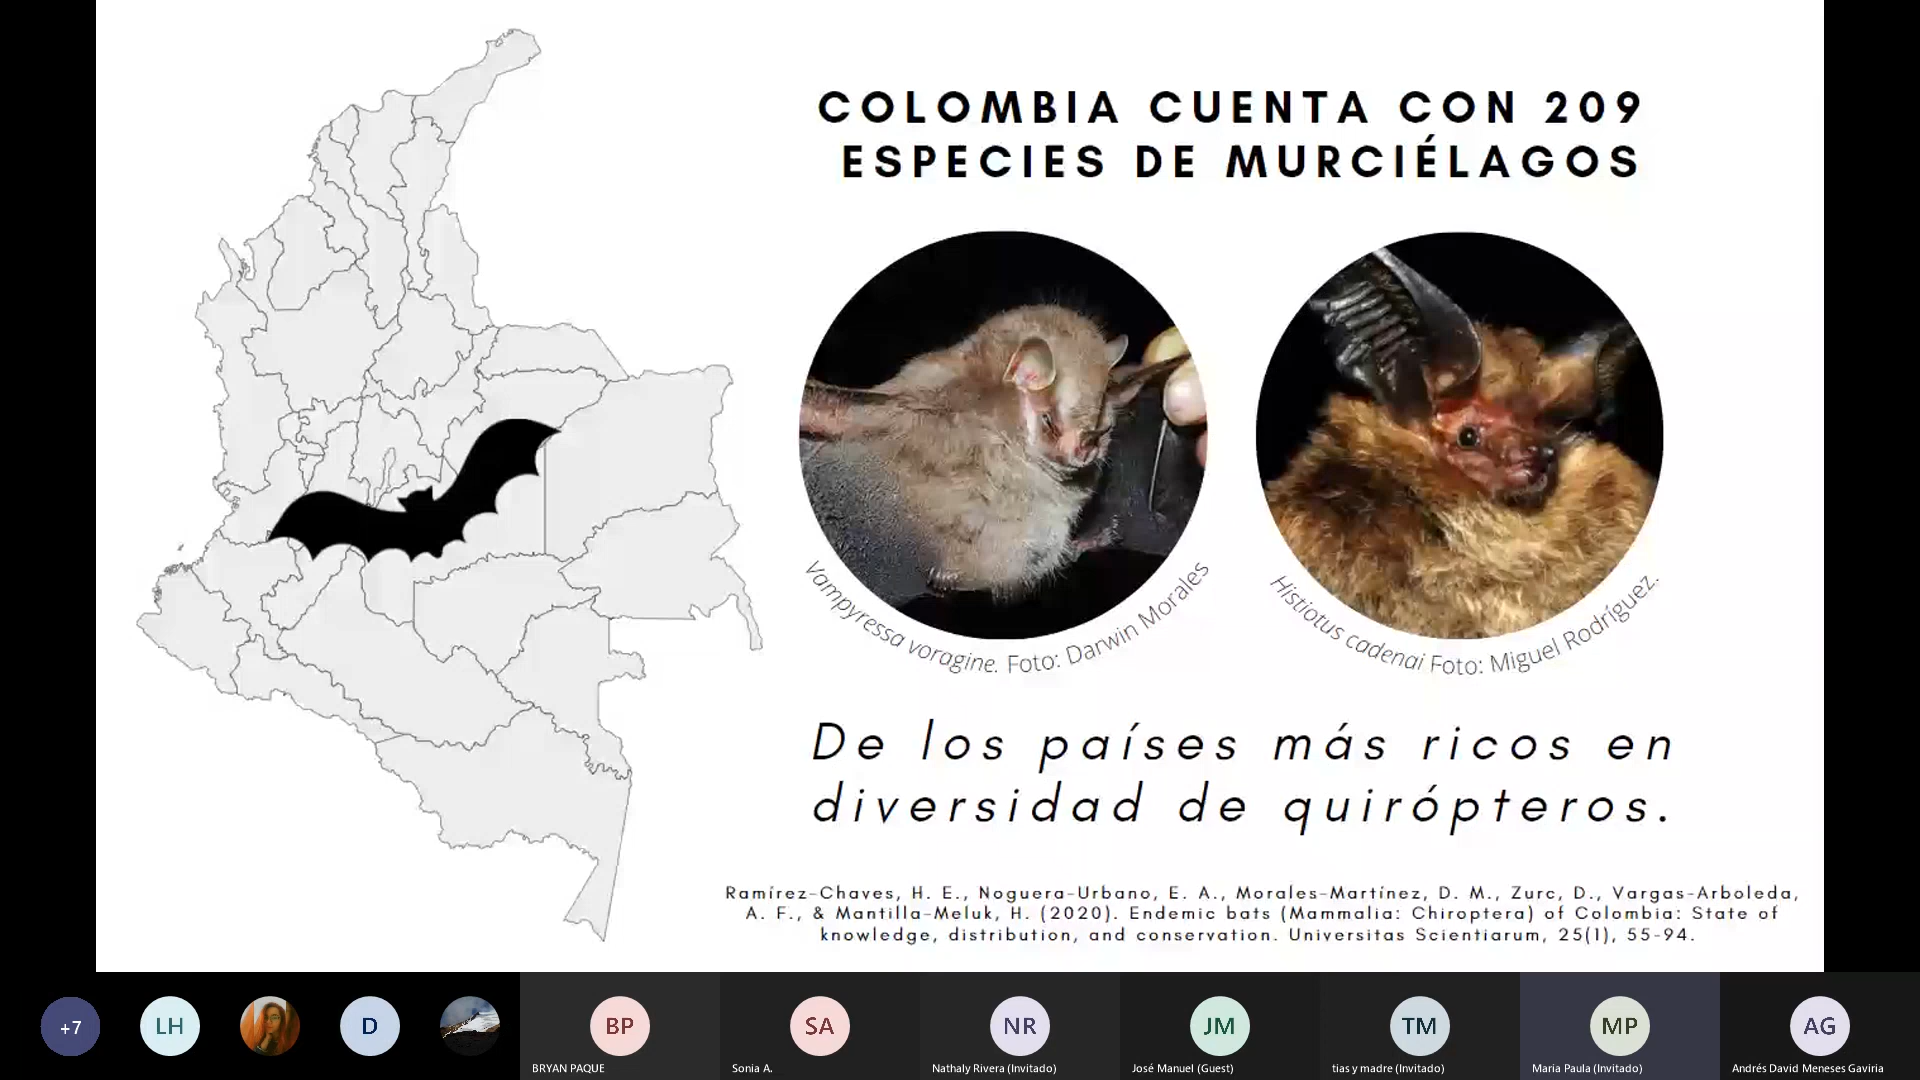 COLOMBIA CUENTA CON 209
ESPECIES DE MURCIÉLAGOS
Vampyressa voragine. Foto: Darwin Morales
Histiotus cadenai Foto: Miguel Rodríguez.
De los países más ricos en
diversidad de quirópteros.
Ramírez-Chaves, H. E., Noguera-Urbano, E. A., Morales-Martínez, D. M., Zurc, D., Vargas-Arboleda,
A. F., & Mantilla-Meluk, H. (2020). Endemic bats (Mammalia: Chiroptera) of Colombia: State of
knowledge, distribution, and conservation. Universitas Scientiarum, 25(1), 55-94.
+7
LH
D
BP
SA
NR
JM
TM
MP
AG
BRYAN PAQUE
Sonia A.
Nathaly Rivera (Invitado)
José Manuel (Guest)
tias y madre (Invitado)
Maria Paula (Invitado)
Andrés David Meneses Gaviria